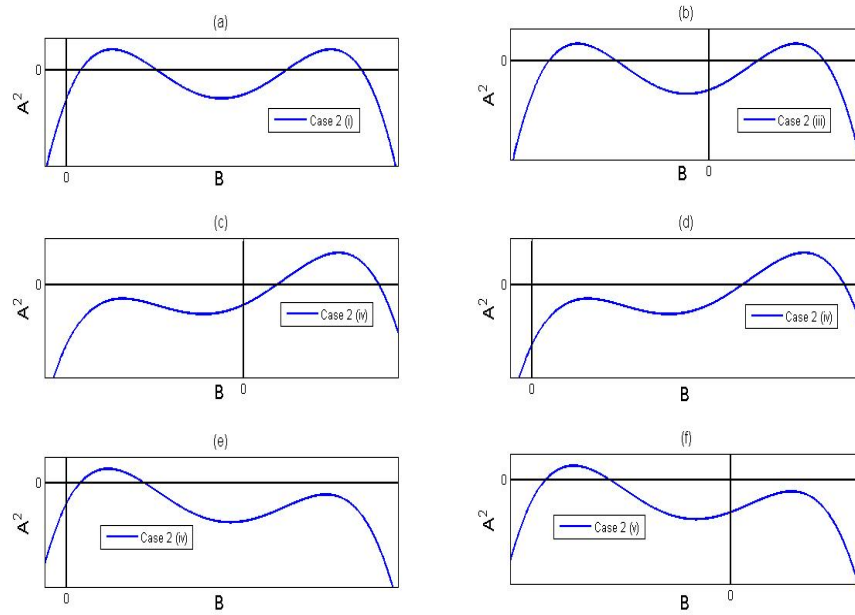 (a)
0
A²
Case 2 (i)
0
B
(b)
0
A²
Case 2 (iii)
B
0
(c)
0
A²
Case 2 (iv)
B
0
(d)
0
A²
Case 2 (iv)
0
B
(e)
0
A²
Case 2 (iv)
0
B
(f)
0
A²
Case 2 (v)
B
0